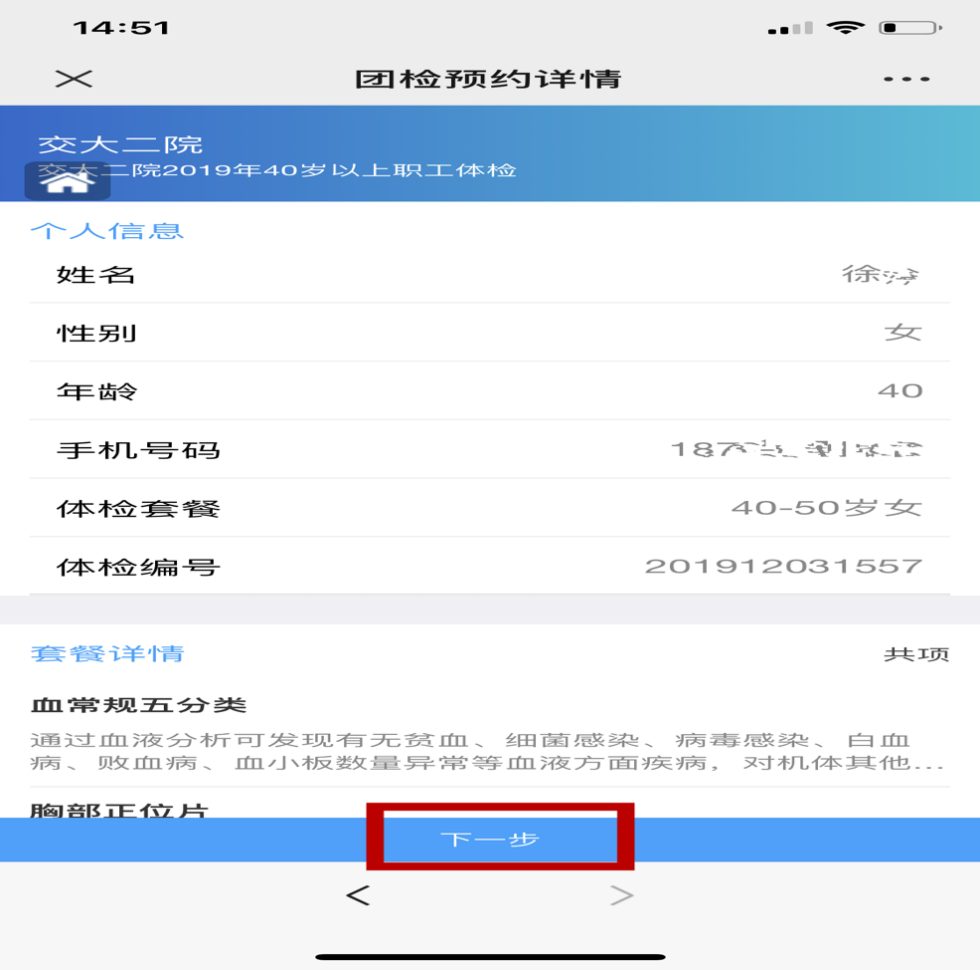 14:51
团检预约详情
交大二院
交大二院2019年40岁以上职工体检
个人信息
姓名 徐
性别 女
年龄 40
手机号码 187
体检套餐 40-50岁女
体检编号 201912031557
套餐详情 共项
血常规五分类
通过血液分析可发现有无贫血、细菌感染、病毒感染、白血
病、败血病、血小板数量异常等血液方面疾病，对机体其他...
胸部正位片
下一步